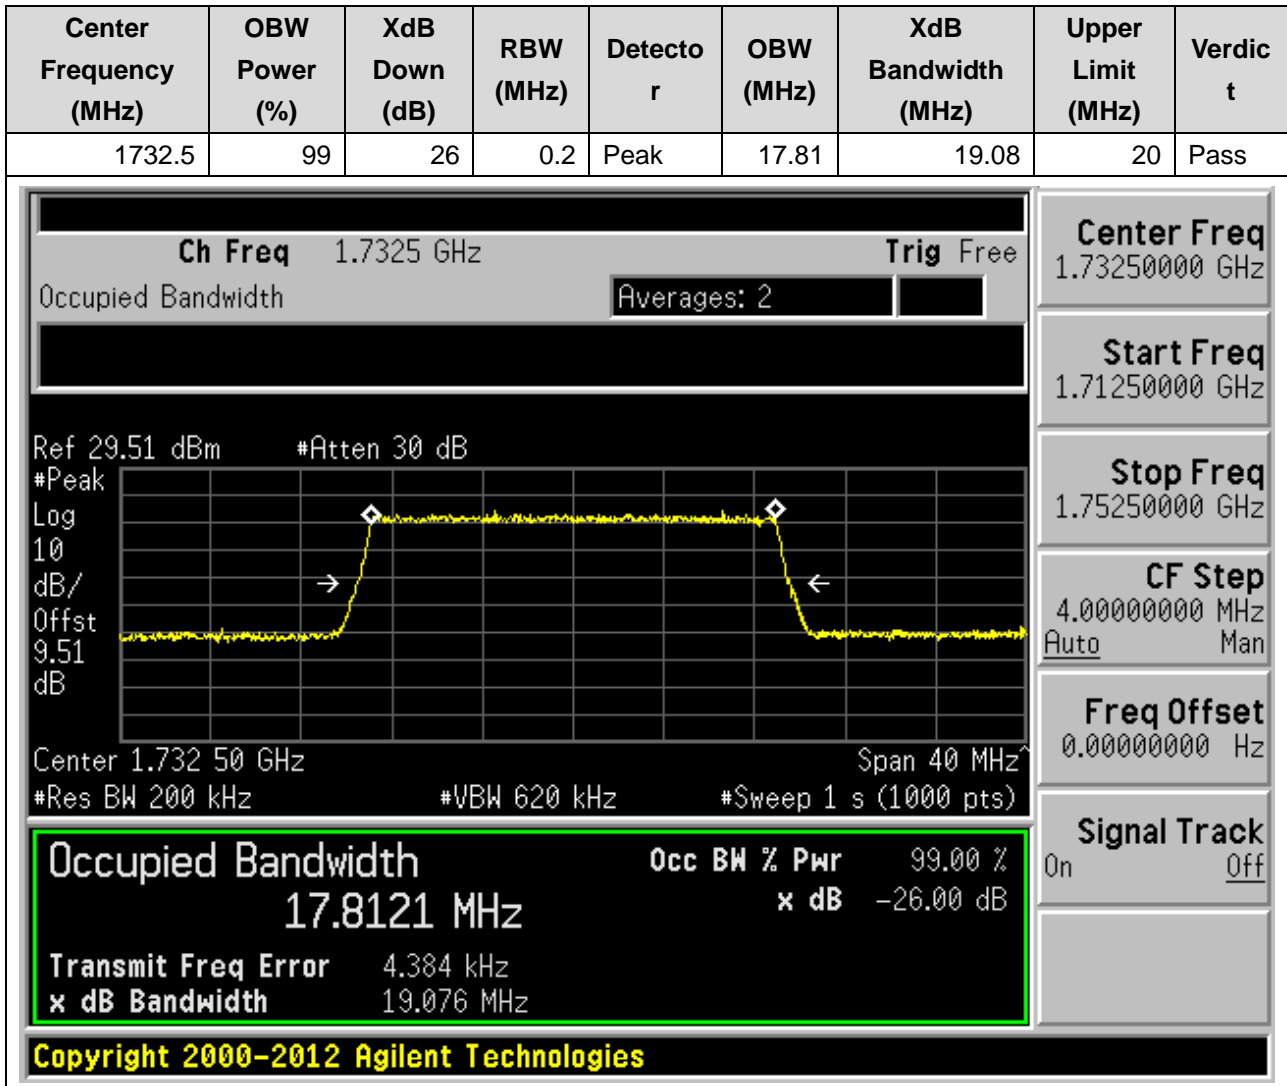 Center Frequency (MHz) OBW Power (%) XdB Down (dB) RBW (MHz) Detecto r OBW (MHz) XdB Bandwidth (MHz) Upper Limit (MHz) Verdic t
1732.5 99 26 0.2 Peak 17.81 19.08 20 Pass
Ch Freq 1.7325 GHz Trig Free
Occupied Bandwidth Averages: 2
Ref 29.51 dBm #Atten 30 dB
#Peak
Log
10
dB/
Offst
9.51
dB
Center 1.732 50 GHz Span 40 MHz^
#Res BW 200 kHz #VBW 620 kHz #Sweep 1 s (1000 pts)
Occupied Bandwidth Occ BW % Pwr 99.00 %
17.8121 MHz x dB -26.00 dB
Transmit Freq Error 4.384 kHz
x dB Bandwidth 19.076 MHz
Copyright 2000-2012 Agilent Technologies
Center Freq
1.73250000 GHz
Start Freq
1.71250000 GHz
Stop Freq
1.75250000 GHz
CF Step
4.00000000 MHz
Auto Man
Freq Offset
0.00000000 Hz
Signal Track
On Off